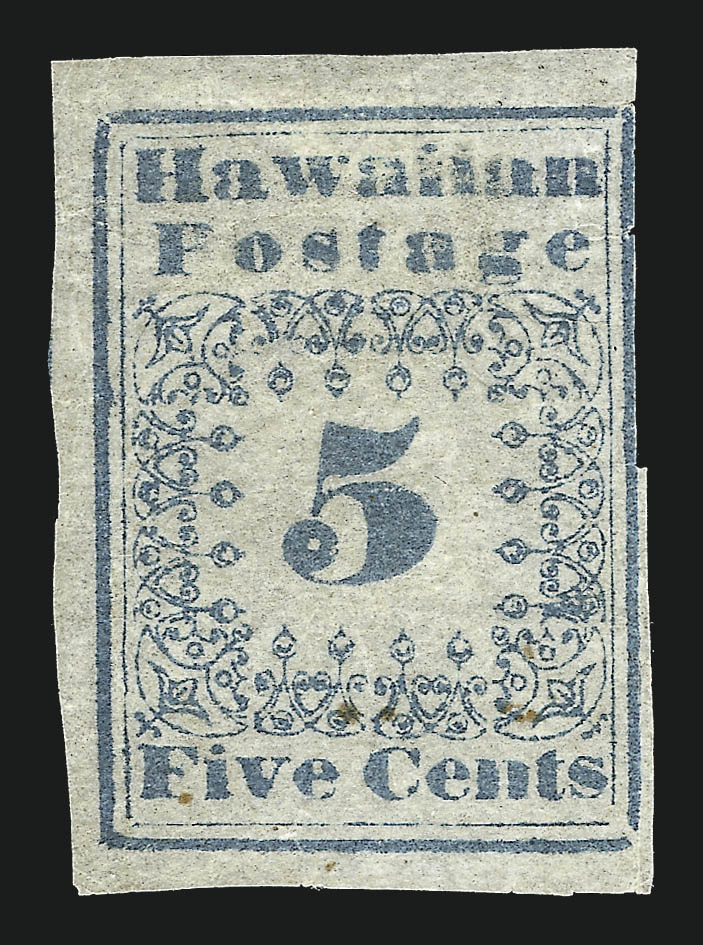 Hawaiian
Postage
5
Five Cents